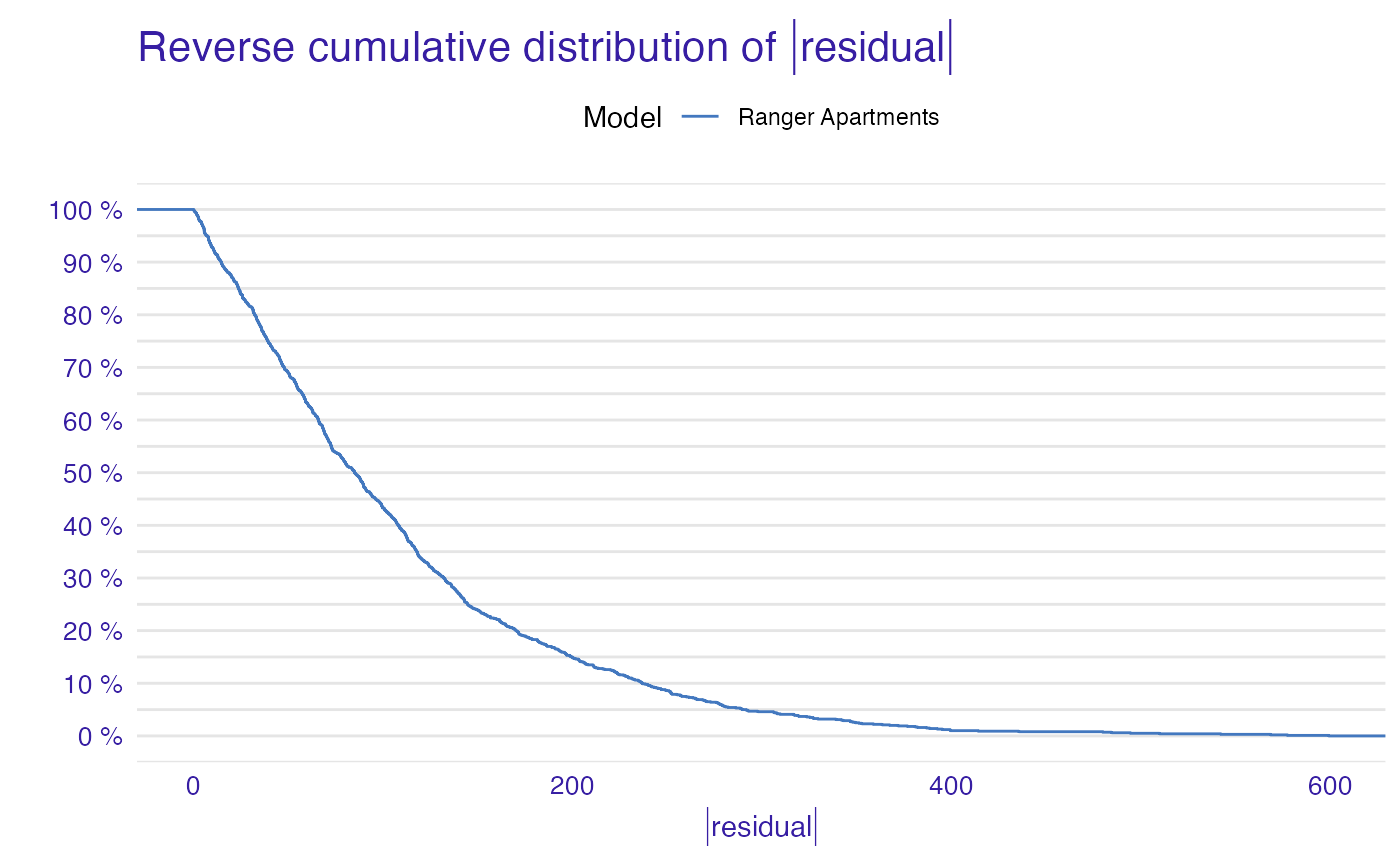 Reverse cumulative distribution of |residual|
Model Ranger Apartments
100 %
90 %
80 %
70 %
60 %
50 %
40 %
30 %
20 %
10 %
0 %
0 200 400 600
|residual|